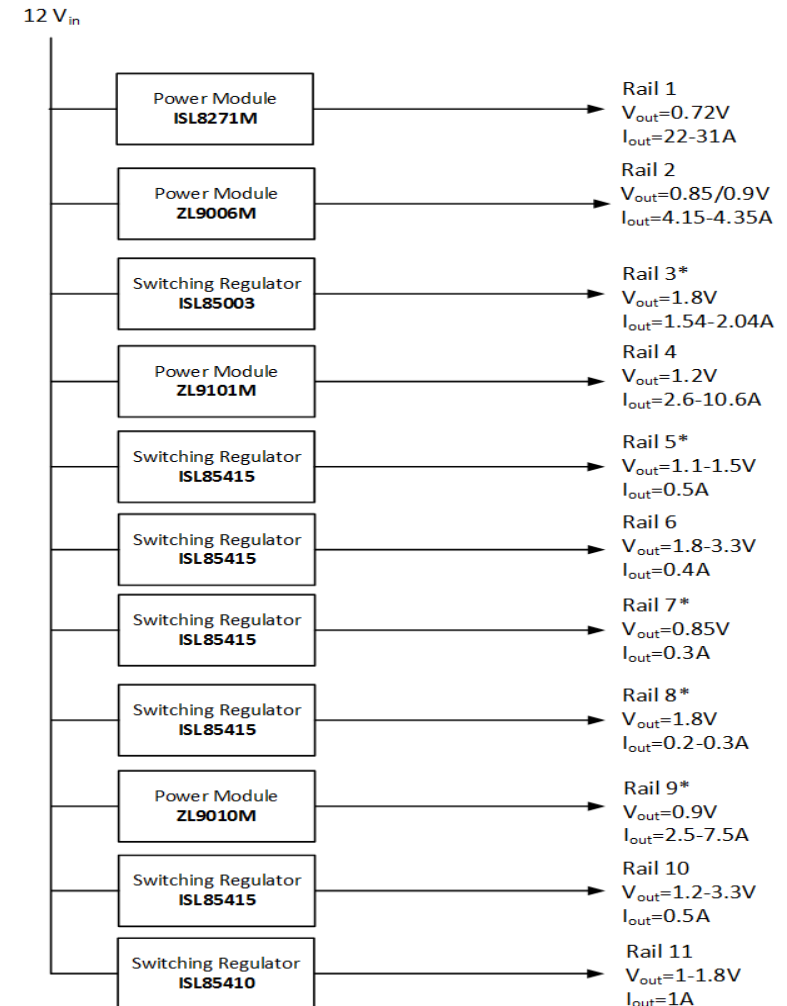 12 Vin
Power Module
ISL8271M
Rail 1
Vout=0.72V
Iout=22-31A
Power Module
ZL9006M
Rail 2
Vout=0.85/0.9V
Iout=4.15-4.35A
Switching Regulator
ISL85003
Rail 3*
Vout=1.8V
Iout=1.54-2.04A
Power Module
ZL9101M
Rail 4
Vout=1.2V
Iout=2.6-10.6A
Switching Regulator
ISL85415
Rail 5*
Vout=1.1-1.5V
Iout=0.5A
Switching Regulator
ISL85415
Rail 6
Vout=1.8-3.3V
Iout=0.4A
Switching Regulator
ISL85415
Rail 7*
Vout=0.85V
Iout=0.3A
Switching Regulator
ISL85415
Rail 8*
Vout=1.8V
Iout=0.2-0.3A
Power Module
ZL9010M
Rail 9*
Vout=0.9V
Iout=2.5-7.5A
Switching Regulator
ISL85415
Rail 10
Vout=1.2-3.3V
Iout=0.5A
Switching Regulator
ISL85410
Rail 11
Vout=1-1.8V
Iout=1A